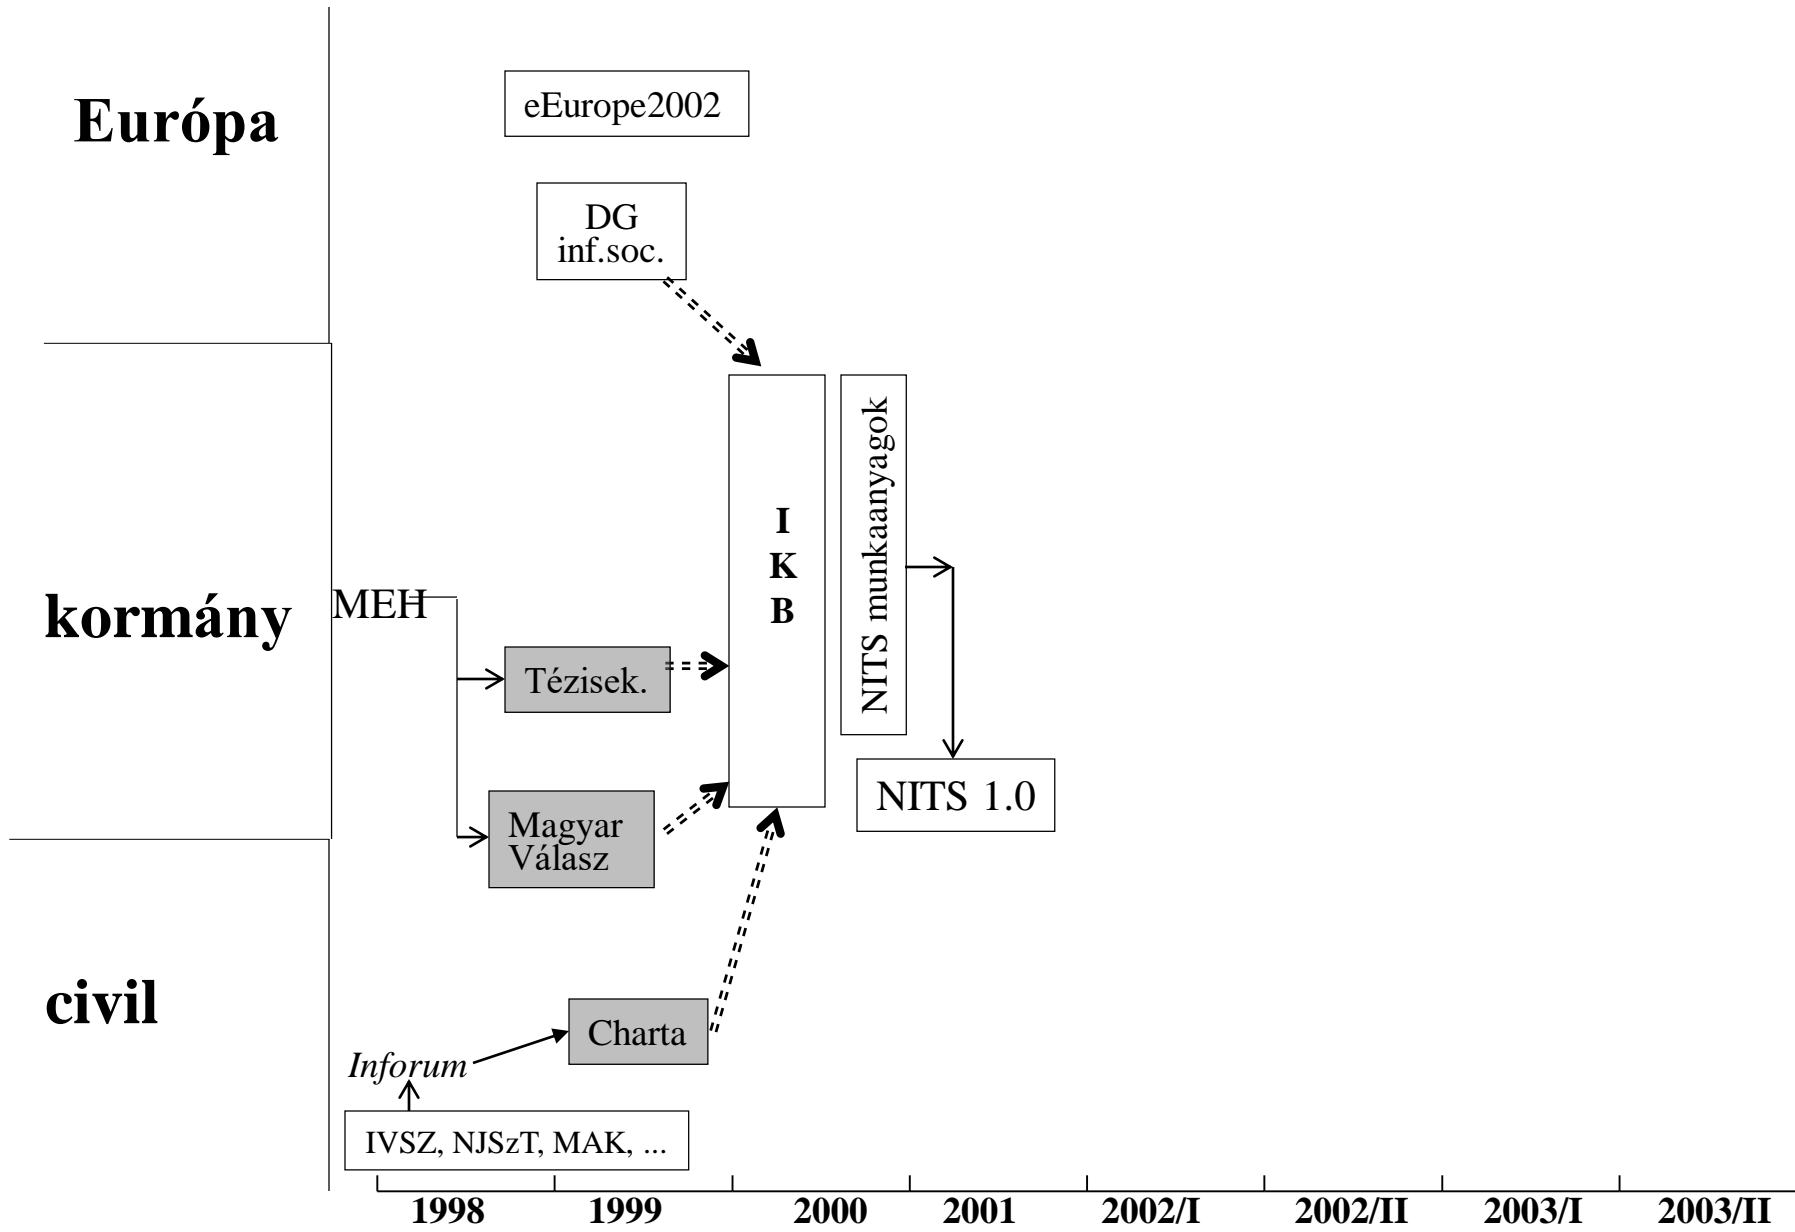 Európa
eEurope2002
DG
inf.soc.
kormány
MEH
Tézisek.
Magyar
Válasz
I
K
B
NITS munkaanyagok
NITS 1.0
civil
Charta
Inforum
IVSZ, NJSzT, MAK, ...
1998
1999
2000
2001
2002/I
2002/II
2003/I
2003/II